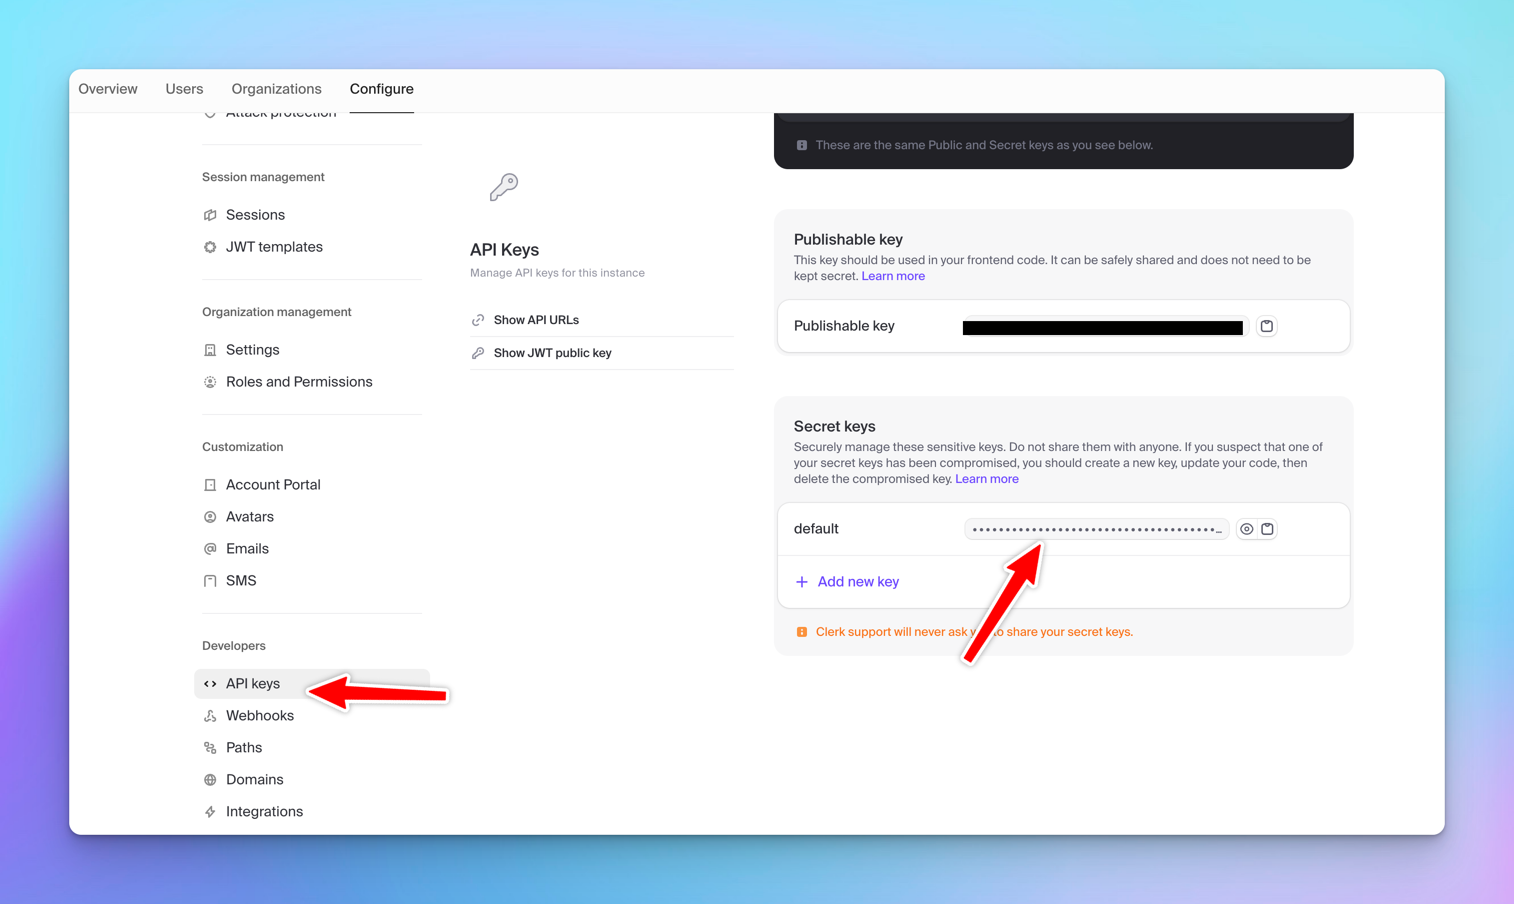 Overview Users Organizations Configure
Attack protection
Session management
Sessions
JWT templates
Organization management
Settings
Roles and Permissions
Customization
Account Portal
Avatars
Emails
SMS
Developers
API keys
Webhooks
Paths
Domains
Integrations
API Keys
Manage API keys for this instance
Show API URLs
Show JWT public key
These are the same Public and Secret keys as you see below.
Publishable key
This key should be used in your frontend code. It can be safely shared and does not need to be
kept secret. Learn more
Publishable key
Secret keys
Securely manage these sensitive keys. Do not share them with anyone. If you suspect that one of
your secret keys has been compromised, you should create a new key, update your code, then
delete the compromised key. Learn more
default
Add new key
Clerk support will never ask to share your secret keys.